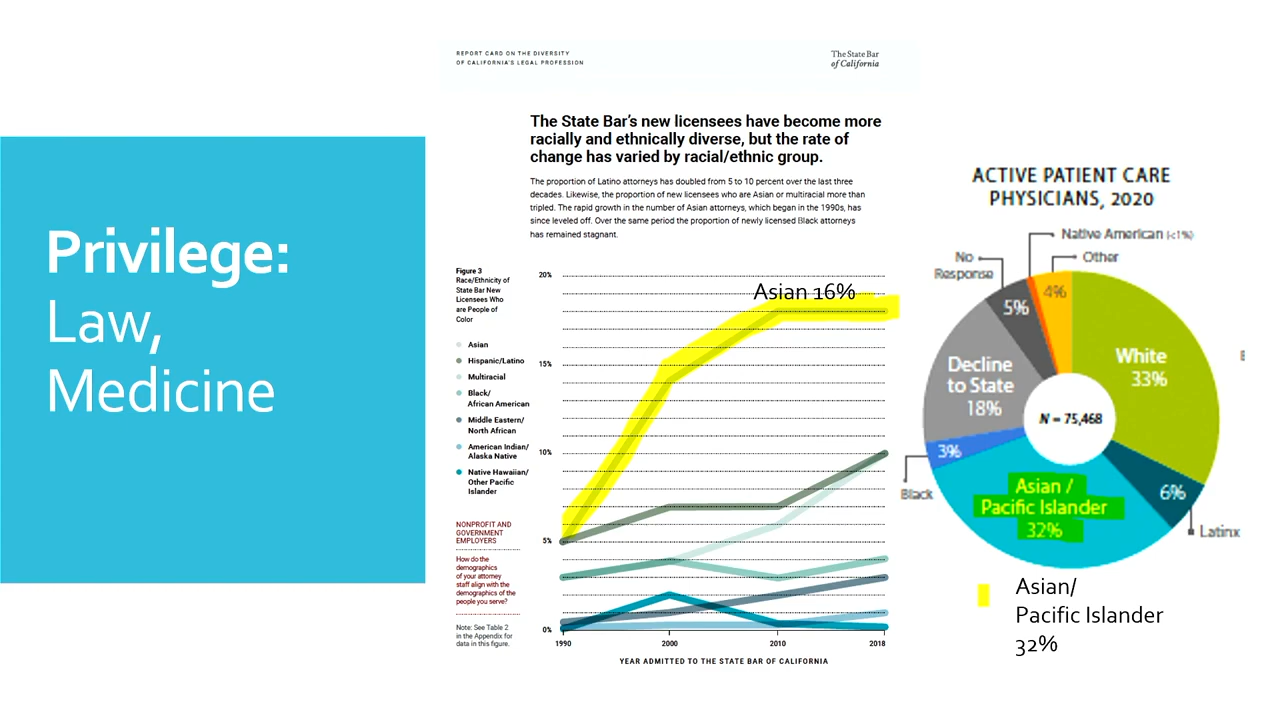 Privilege:
Law,
Medicine
REPORT CARD ON THE DIVERSITY
OF CALIFORNIA'S LEGAL PROFESSION
The State Bar
of California
The State Bar's new licensees have become more
racially and ethnically diverse, but the rate of
change has varied by racial/ethnic group.
The proportion of Latino attorneys has doubled from 5 to 10 percent over the last three
decades. Likewise, the proportion of new licensees who are Asian or multiracial more than
tripled. The rapid growth in the number of Asian attorneys, which began in the 1990s, has
since leveled off. Over the same period the proportion of newly licensed Black attorneys
has remained stagnant.
Figure 3
Race/Ethnicity of
State Bar New
Licensees Who
are People of
Color
Asian
Hispanic/Latino
Multiracial
Black/
African American
Middle Eastern/
North African
American Indian/
Alaska Native
Native Hawaiian/
Other Pacific
Islander
NONPROFIT AND
GOVERNMENT
EMPLOYERS
How do the
demographics
of your attorney
staff align with the
demographics of the
people you serve?
Note: See Table 2
in the Appendix for
data in this figure.
20%
15%
10%
5%
0%
Asian 16%
1990
2000
2010
2018
YEAR ADMITTED TO THE STATE BAR OF CALIFORNIA
ACTIVE PATIENT CARE
PHYSICIANS, 2020
Native American (<1%)
Other
No
Response
4%
5%
White
33%
Decline
to State
18%
N = 75,468
3%
Black
Asian /
Pacific Islander
32%
6%
Latinx
Asian/
Pacific Islander
32%